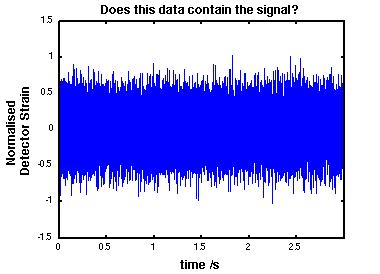 Does this data contain the signal?
1.5
1
0.5
0
-0.5
-1
-1.5
Normalised
Detector Strain
0 0.5 1 1.5 2 2.5
time /s